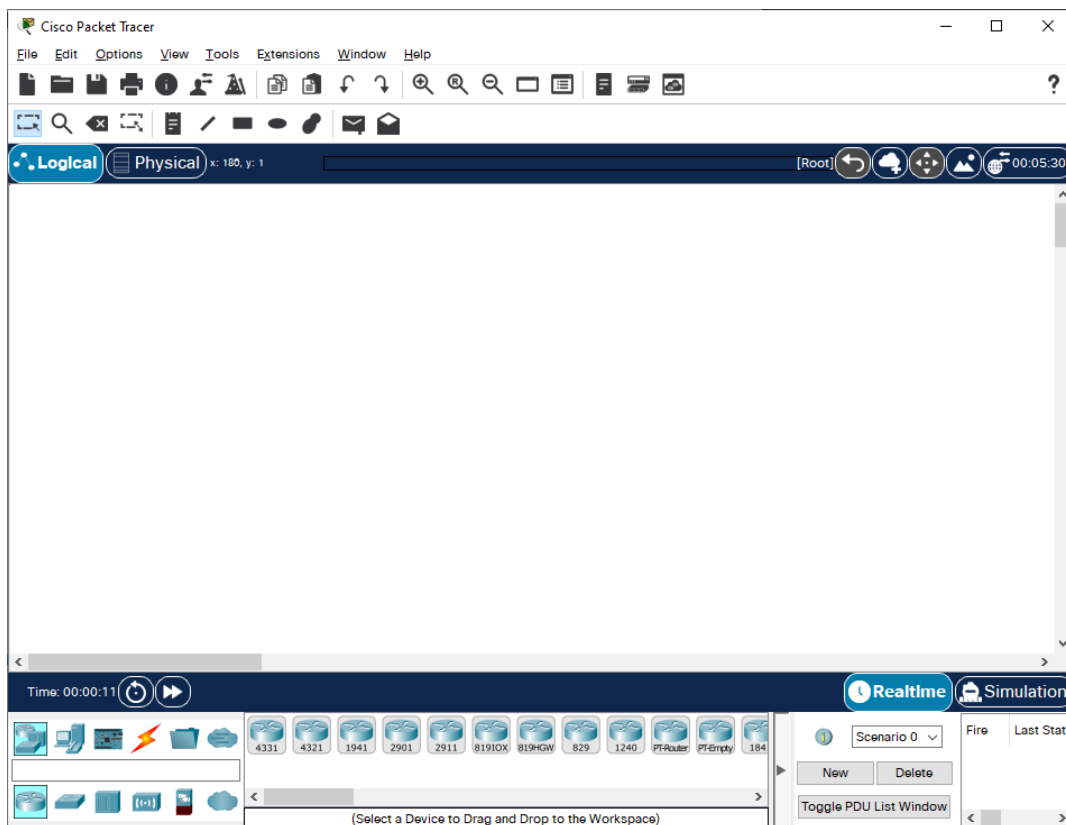 Cisco Packet Tracer
File Edit Options View Tools Extensions Window Help
?
Logical Physical x: 180, y: 1 [Root] 00:05:30
Time: 00:00:11 Realtime Simulation
4331 4321 1941 2901 2911 819IOX 819HGW 829 1240 PT-Router PT-Empty 184
Scenario 0 Fire Last Stat
New Delete
Toggle PDU List Window
(Select a Device to Drag and Drop to the Workspace)